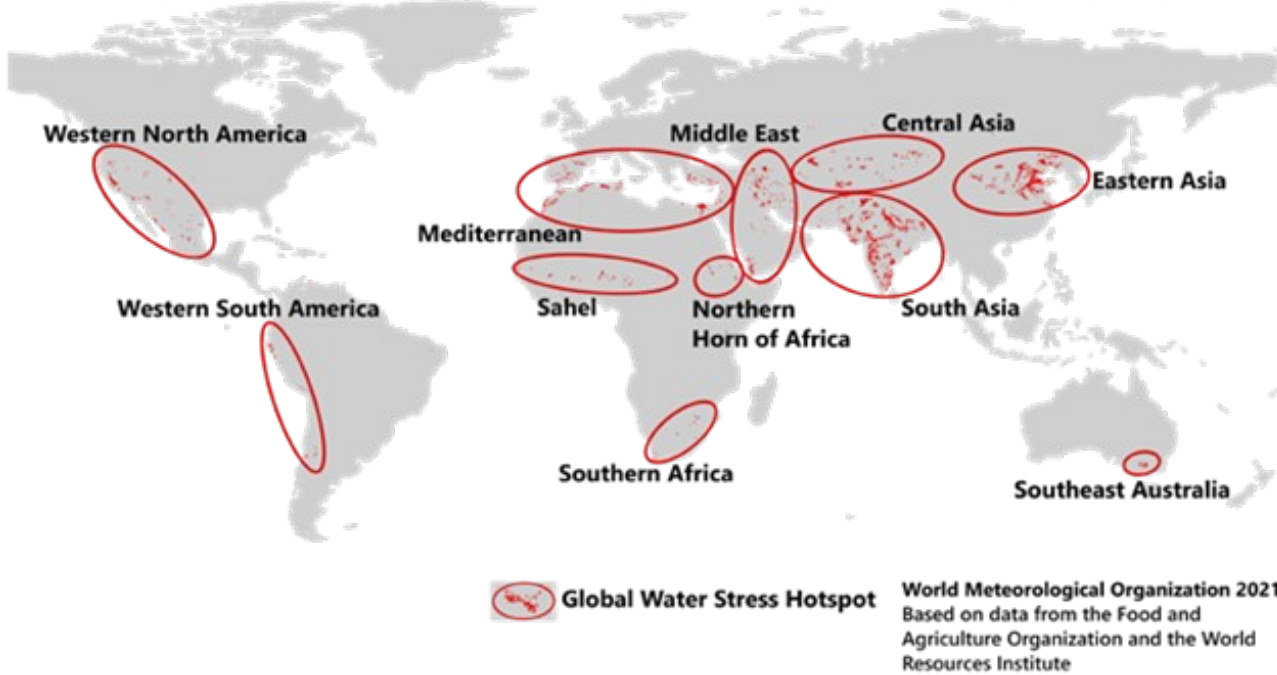 Western North America
Middle East
Central Asia
Eastern Asia
Mediterranean
Western South America
Sahel
Northern
Horn of Africa
South Asia
Southern Africa
Southeast Australia
Global Water Stress Hotspot
World Meteorological Organization 2021
Based on data from the Food and
Agriculture Organization and the World
Resources Institute